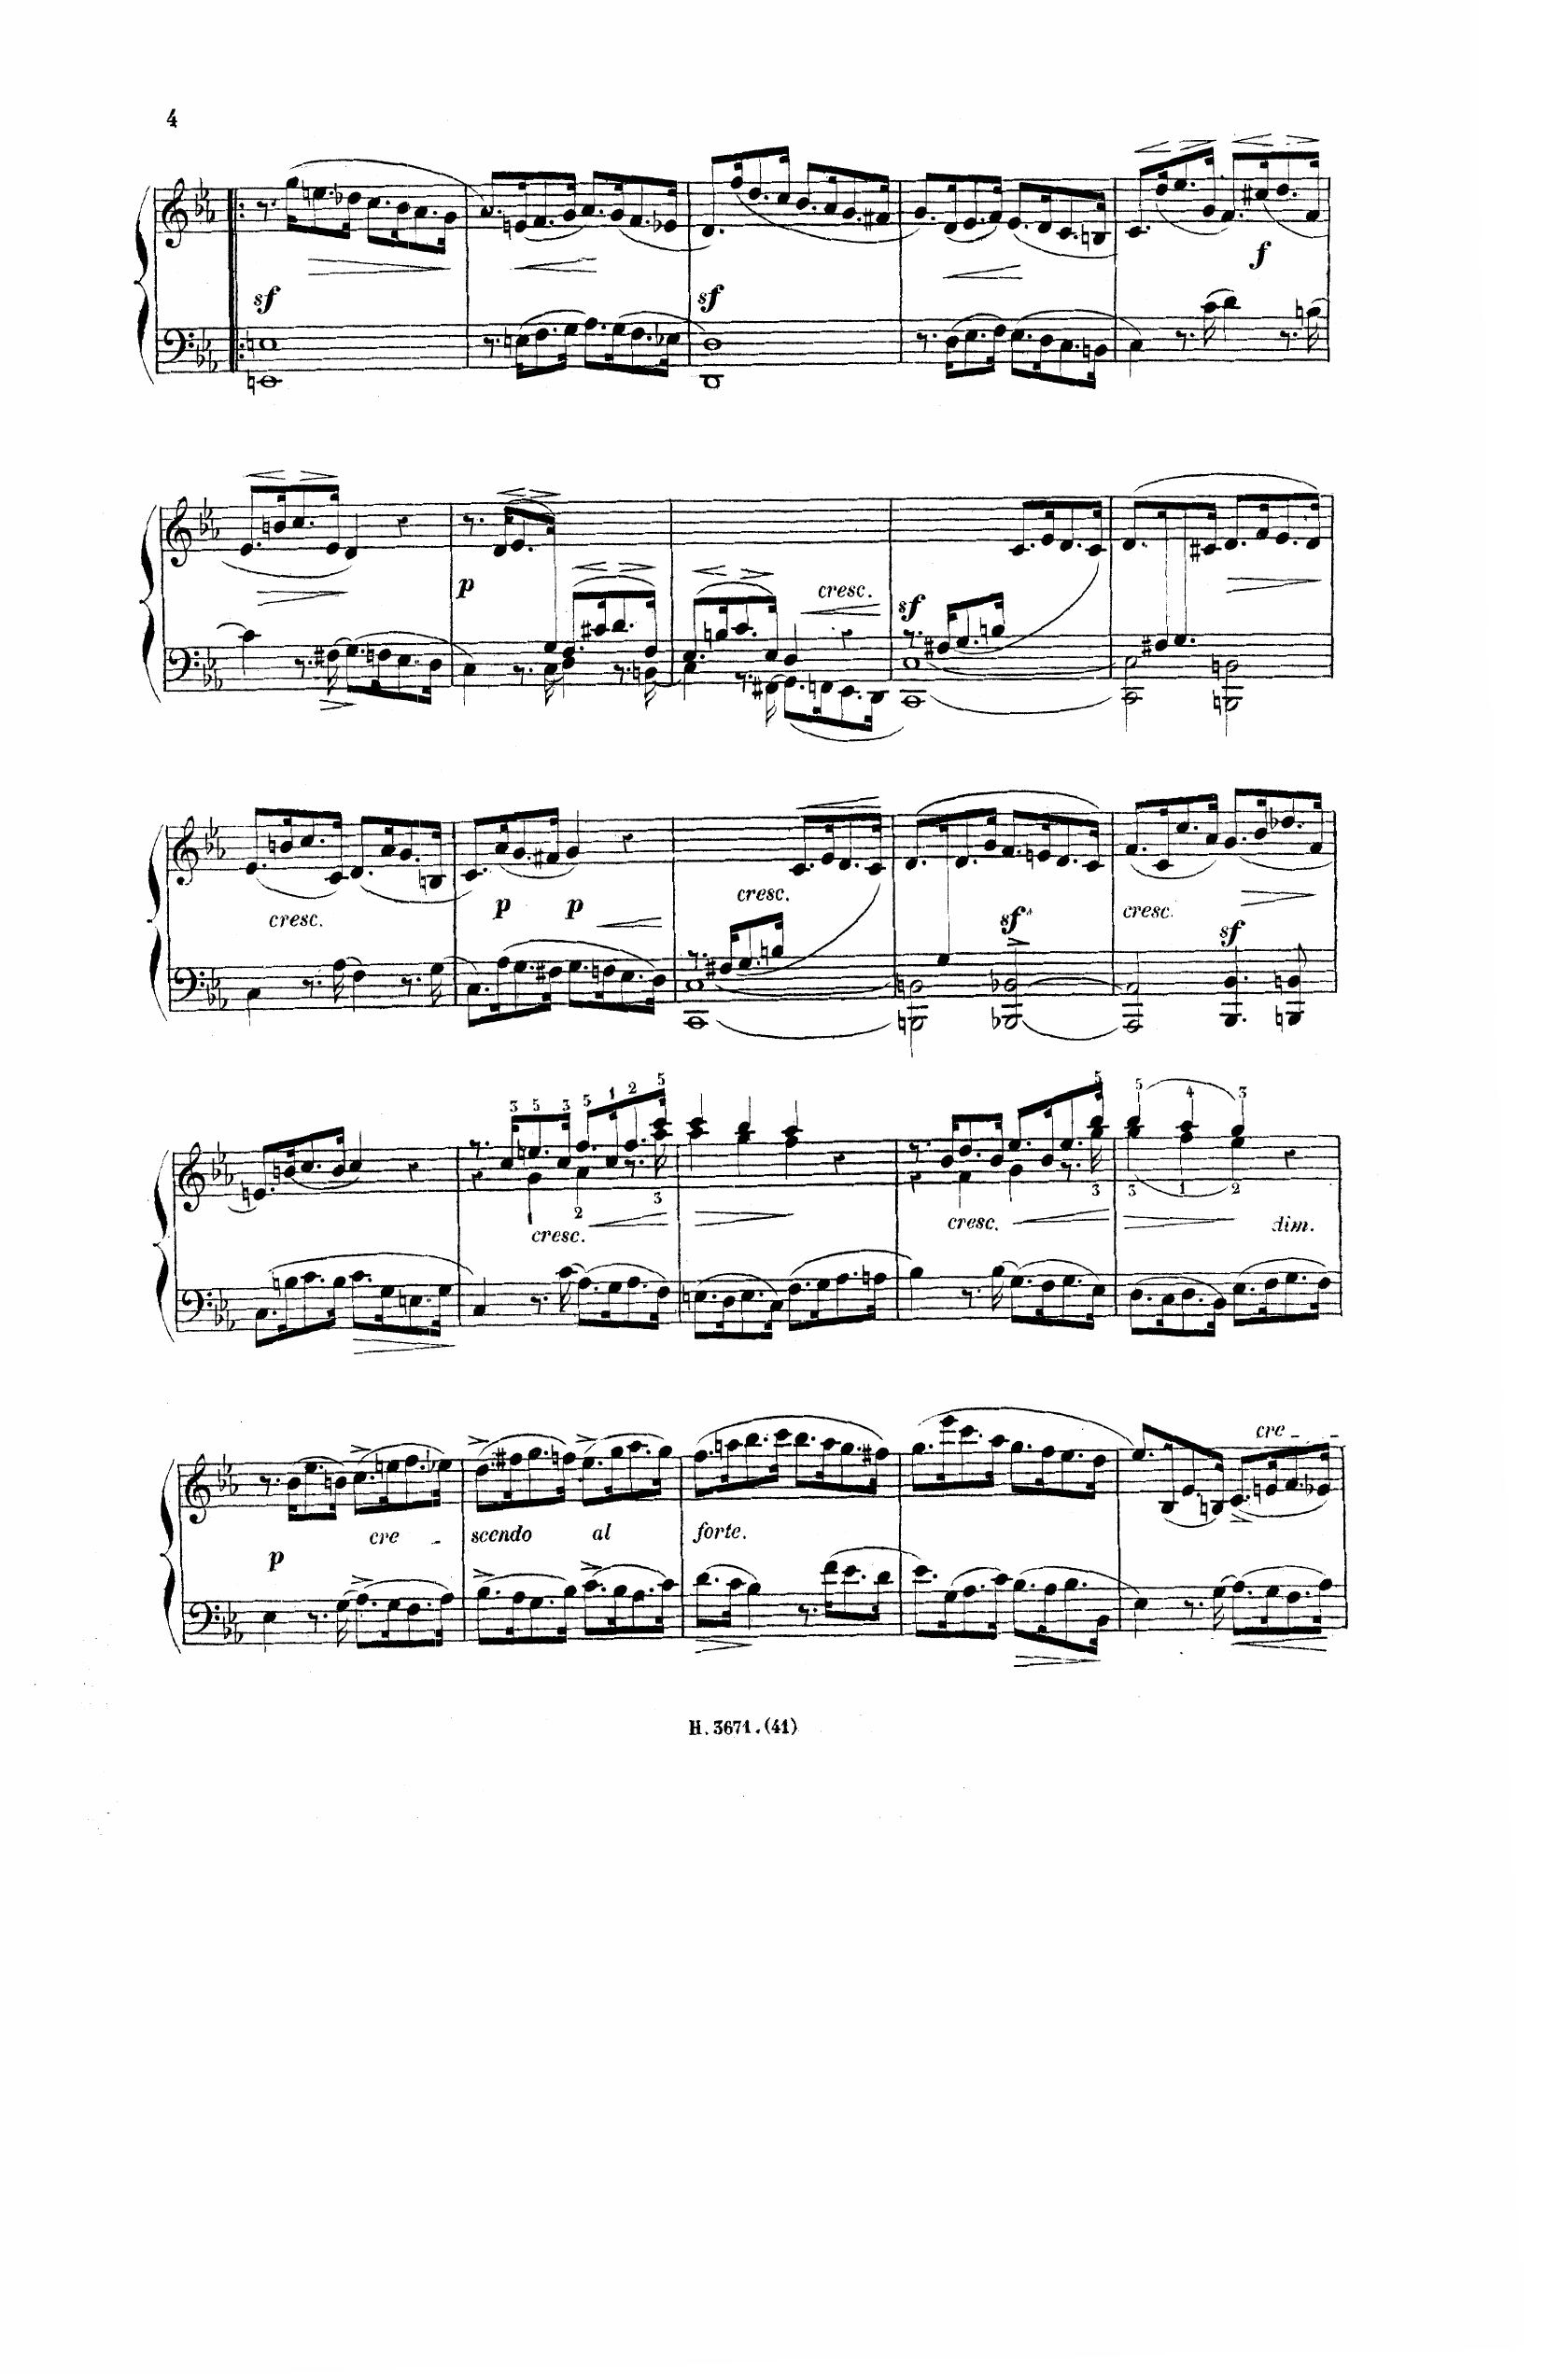 4
sf sf f
p cresc. sf
cresc. p p cresc. sf cresc. sf
3 5 3 5 1 2 5 5 5 4 3
2 3 3 3 1 2
cresc. cresc. dim.
cre
p cre - scendo al forte.
H. 3671. (41)